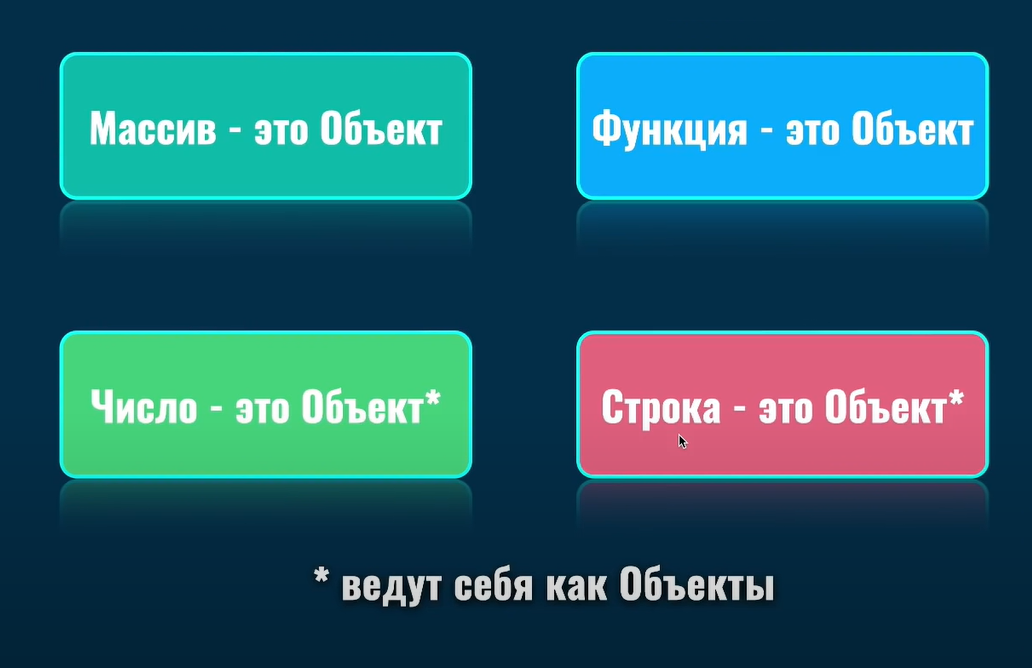 Массив - это Объект
Функция - это Объект
Число - это Объект*
Строка - это Объект*
* ведут себя как Объекты